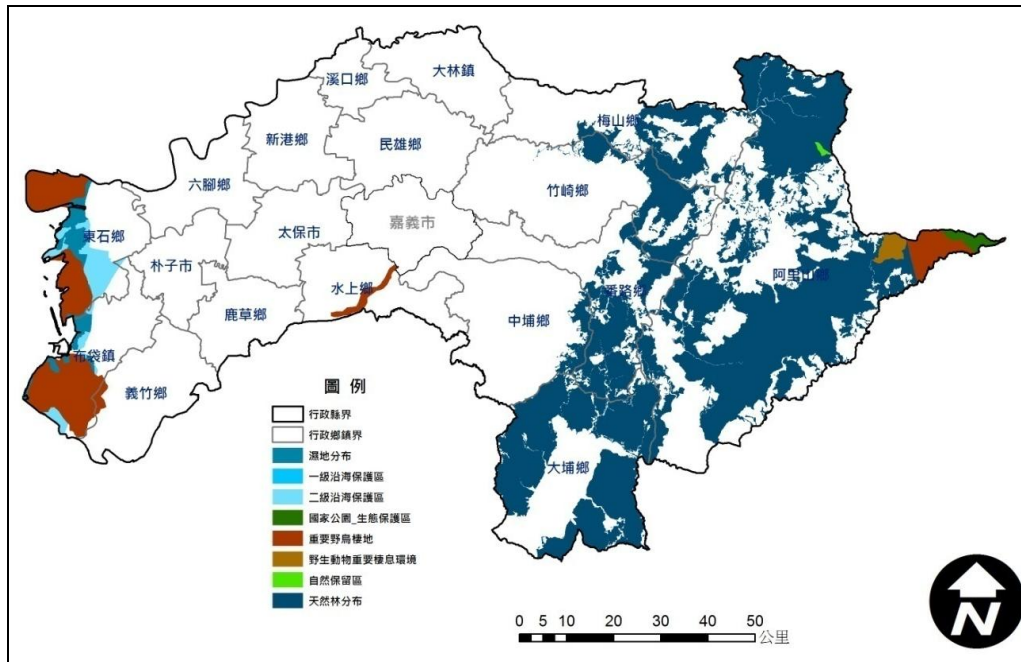 溪口鄉
大林鎮
梅山鄉
新港鄉
民雄鄉
六腳鄉
竹崎鄉
東石鄉
太保市
嘉義市
朴子市
水上鄉
阿里山鄉
番路鄉
鹿草鄉
中埔鄉
布袋鎮
義竹鄉
大埔鄉
圖例
行政縣界
行政鄉鎮界
濕地分布
一級沿海保護區
二級沿海保護區
國家公園_生態保護區
重要野鳥棲地
野生動物重要棲息環境
自然保留區
天然林分布
0 5 10 20 30 40 50
公里
N